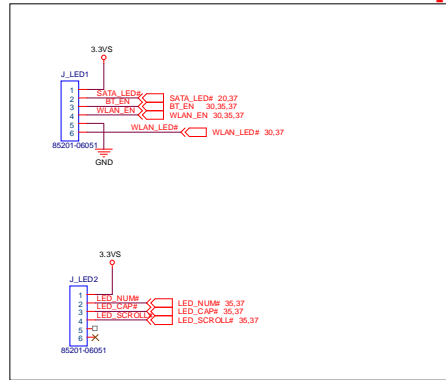 3.3VS
J_LED1
1
SATA_LED#
2
SATA_LED# 20,37
BT_EN
3
BT_EN 30,35,37
WLAN_EN
4
WLAN_EN 30,35,37
5
WLAN_LED#
6
WLAN_LED# 30,37
85201-06051
GND
3.3VS
J_LED2
1
LED_NUM#
2
LED_NUM# 35,37
LED_CAP#
3
LED_CAP# 35,37
LED_SCROLL#
4
LED_SCROLL# 35,37
5
6
85201-06051